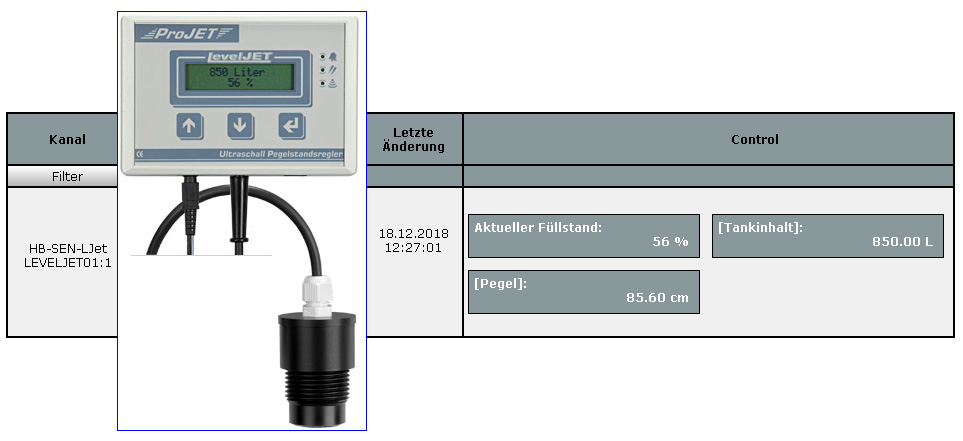 ProJET
LevelJET
850 Liter
56 %
CE
Ultraschall Pegelstandsregler
Kanal
Letzte
Änderung
Control
Filter
HB-SEN-LJet
LEVELJET01:1
18.12.2018
12:27:01
Aktueller Füllstand:
56 %
[Tankinhalt]:
850.00 L
[Pegel]:
85.60 cm